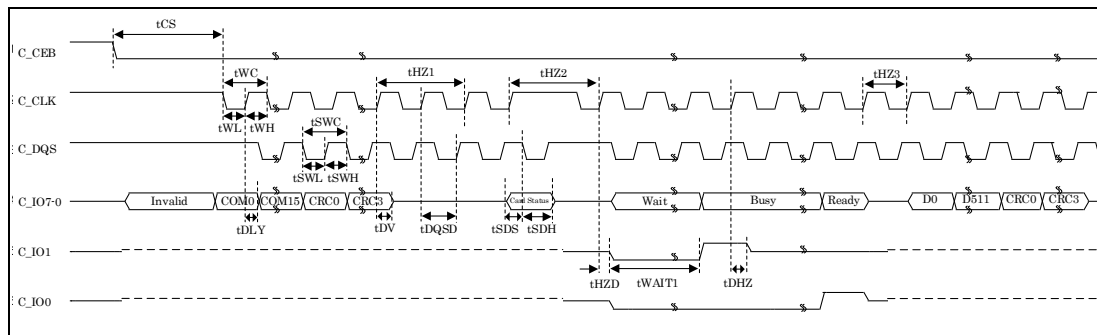 tCS
C_CEB
tWC tHZ1 tHZ2 tHZ3
C_CLK
tWL tWH tSWC
C_DQS
tSWL tSWH
C_IO7-0 Invalid COM0 COM15 CRC0 CRC3 Card Status Wait Busy Ready D0 D511 CRC0 CRC3
tDLY tDV tDQSD tSDS tSDH
C_IO1
tHZD tWAIT1 tDHZ
C_IO0